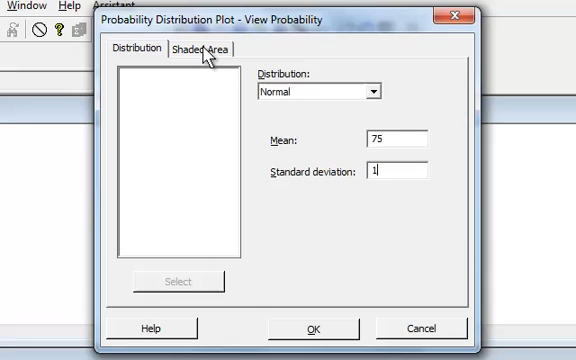 Window Help Assistant
Probability Distribution Plot - View Probability
Distribution Shaded Area
Distribution:
Normal
Mean: 75
Standard deviation: 1
Select
Help OK Cancel